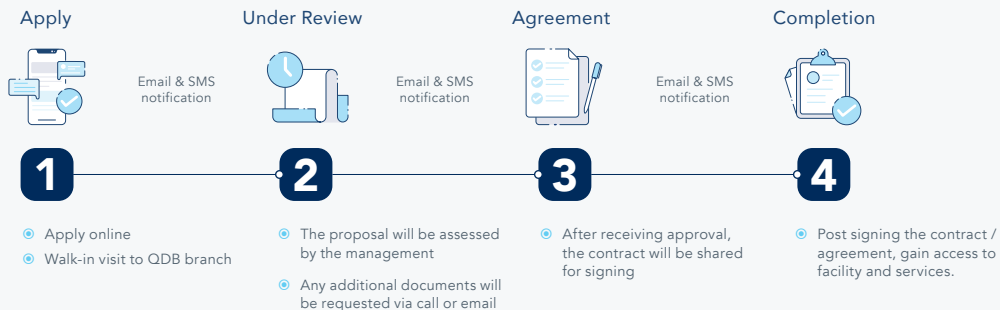 Apply
Under Review
Agreement
Completion
Email & SMS
notification
Email & SMS
notification
Email & SMS
notification
1
2
3
4
Apply online
Walk-in visit to QDB branch
The proposal will be assessed
by the management
Any additional documents will
be requested via call or email
After receiving approval,
the contract will be shared
for signing
Post signing the contract /
agreement, gain access to
facility and services.